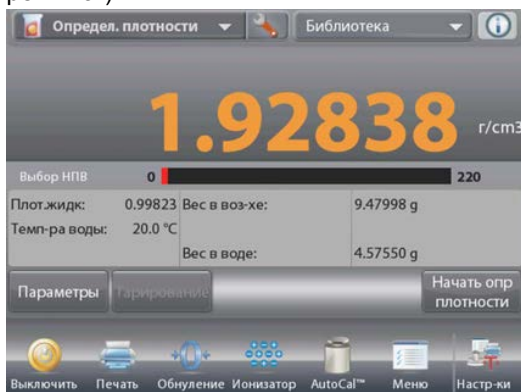 Определ. плотности Библиотека
1.92838 г/cm3
Выбор НПВ 0 220
Плот.жидк: 0.99823 Вес в воз-хе: 9.47998 g
Темп-ра воды: 20.0 °C
Вес в воде: 4.57550 g
Параметры Тарирование Начать опр плотности
Выключить Печать Обнуление Ионизатор AutoCal™ Меню Настр-ки